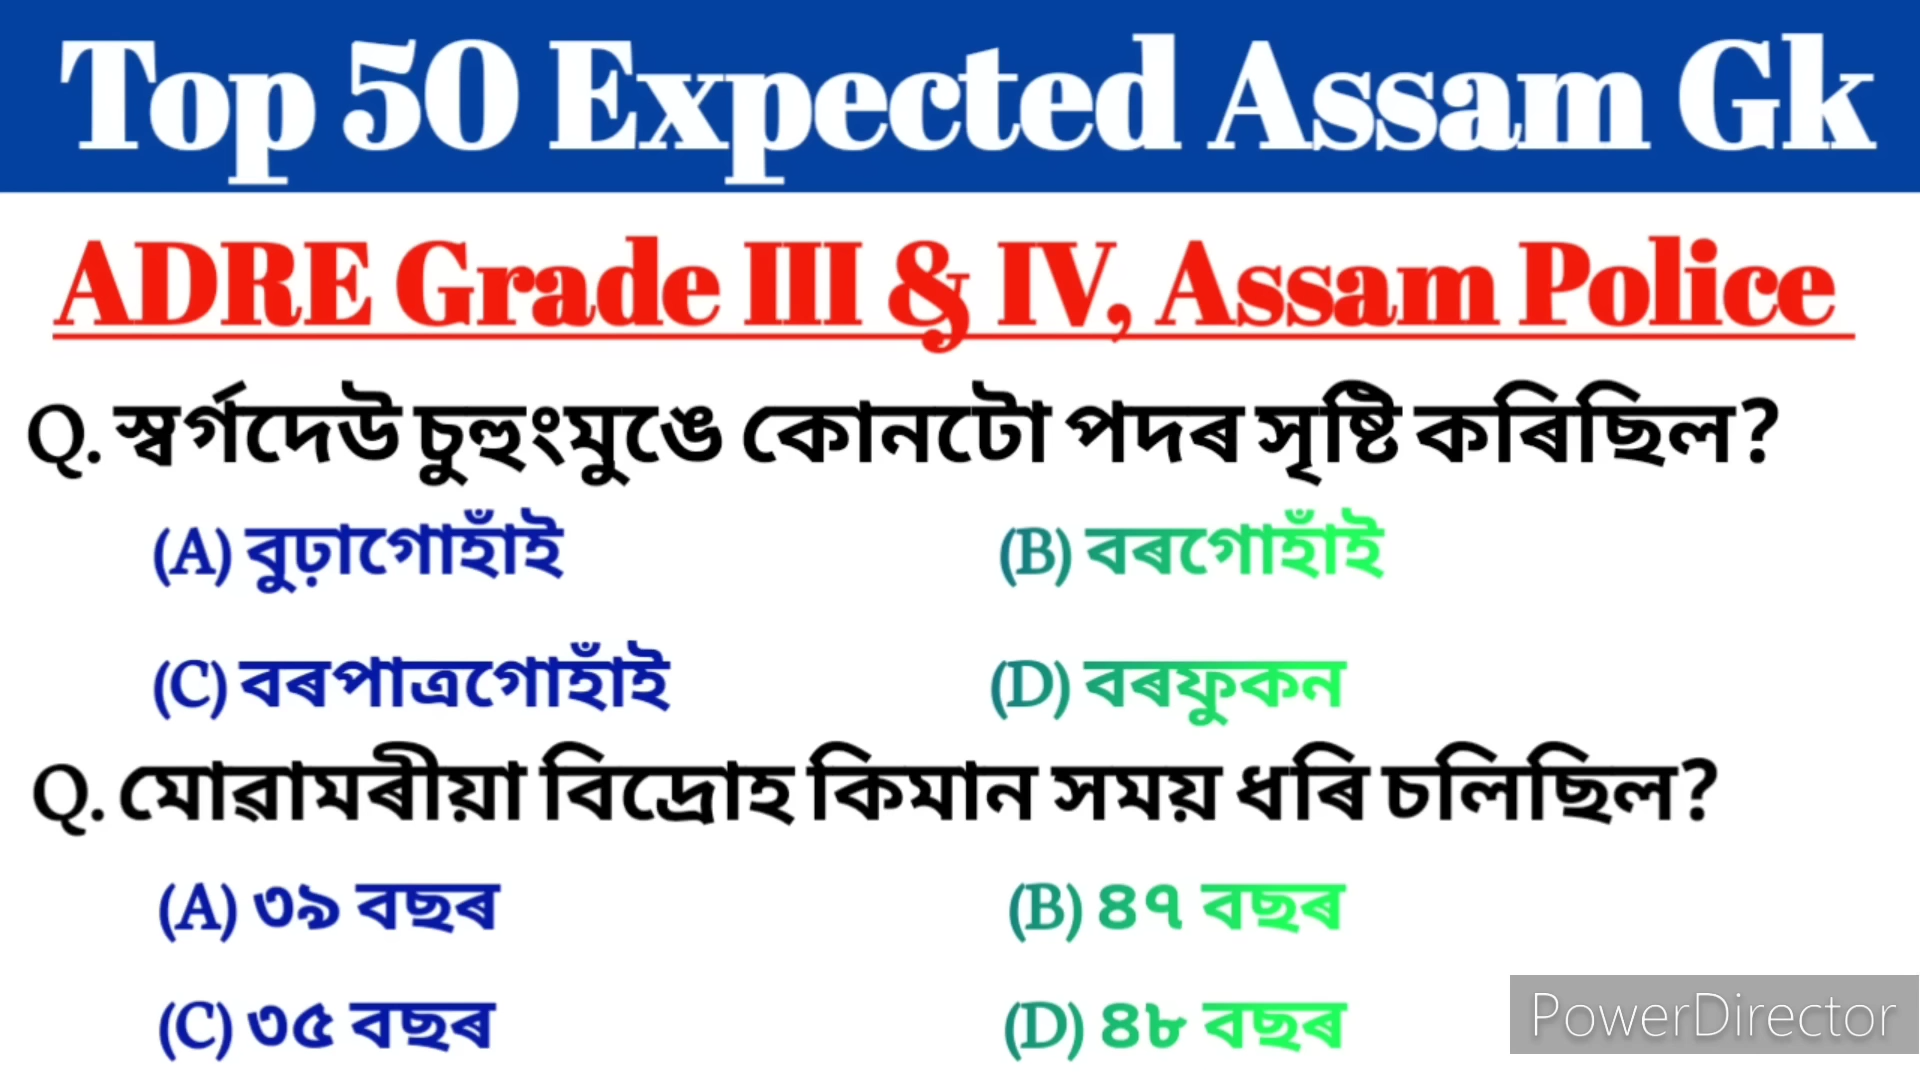 Top 50 Expected Assam Gk
ADRE Grade III & IV, Assam Police
Q. স্বৰ্গদেউ চুহুংমুঙে কোনটো পদৰ সৃষ্টি কৰিছিল?
(A) বুঢ়াগোহাঁই (B) বৰগোহাঁই
(C) বৰপাত্ৰগোহাঁই (D) বৰফুকন
Q. মোৱামৰীয়া বিদ্ৰোহ কিমান সময় ধৰি চলিছিল?
(A) ৩৯ বছৰ (B) ৪৭ বছৰ
(C) ৩৫ বছৰ (D) ৪৮ বছৰ
PowerDirector